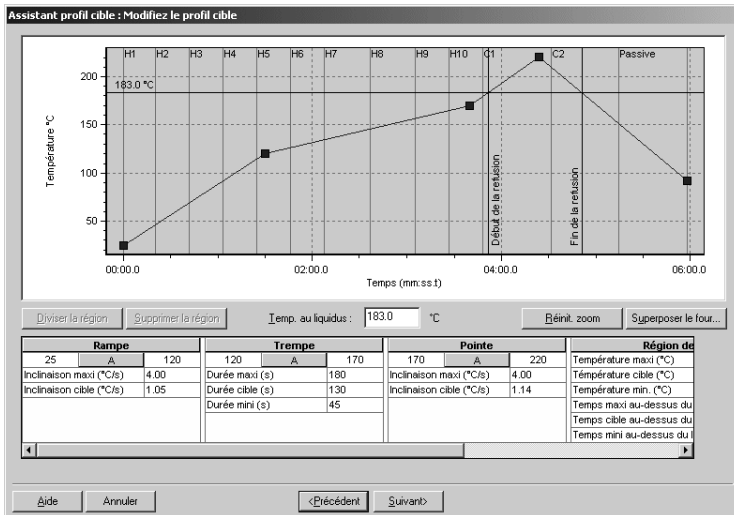 Assistant profil cible : Modifiez le profil cible
H1 H2 H3 H4 H5 H6 H7 H8 H9 H10 C1 C2 Passive
200
183.0 °C
150
100
50
Température °C
Début de la refusion
Fin de la refusion
00:00.0 02:00.0 04:00.0 06:00.0
Temps (mm:ss.t)
Diviser la région Supprimer la région Temp. au liquidus : 183.0 °C Réinit. zoom Superposer le four...
Rampe Trempe Pointe Région de
25 A 120 120 A 170 170 A 220 Température maxi (°C)
Inclinaison maxi (°C/s) 4.00 Durée maxi (s) 180 Inclinaison maxi (°C/s) 4.00 Température cible (°C)
Inclinaison cible (°C/s) 1.05 Durée cible (s) 130 Inclinaison cible (°C/s) 1.14 Température min. (°C)
Durée mini (s) 45 Temps maxi au-dessus du
Temps cible au-dessus du
Temps mini au-dessus du l
Aide Annuler <Précédent Suivant>